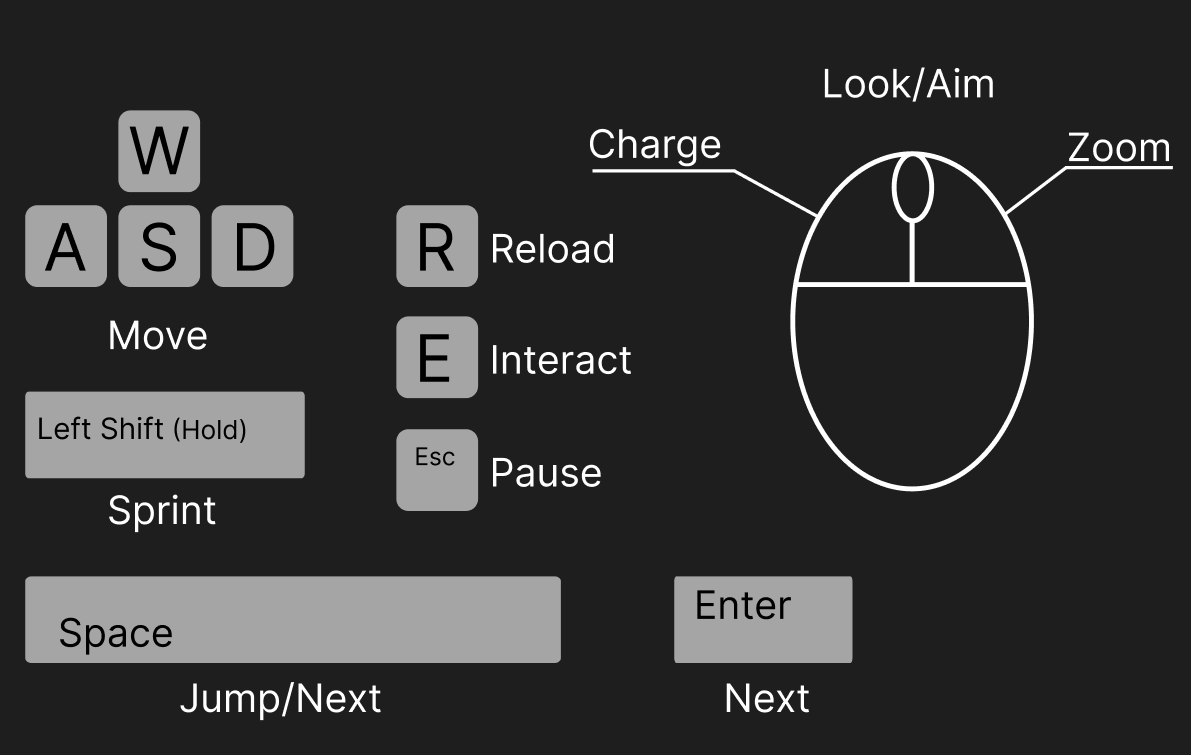 Look/Aim
Charge
Zoom
W
A S D
Move
R Reload
E Interact
Esc Pause
Left Shift (Hold)
Sprint
Space
Jump/Next
Enter
Next